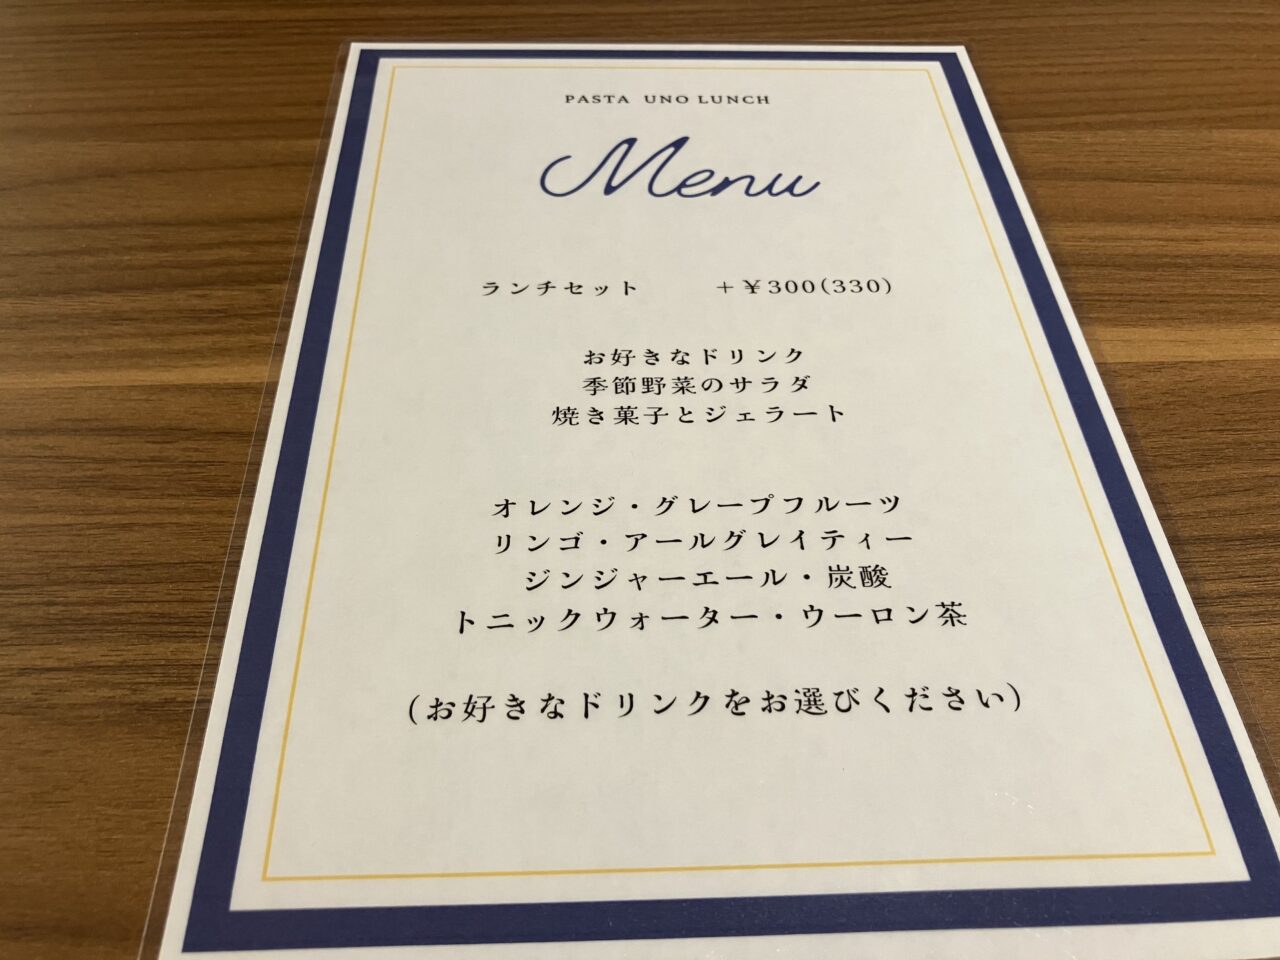 PASTA UNO LUNCH
Menu
ランチセット ＋￥300(330)
お好きなドリンク
季節野菜のサラダ
焼き菓子とジェラート
オレンジ・グレープフルーツ
リンゴ・アールグレイティー
ジンジャーエール・炭酸
トニックウォーター・ウーロン茶
(お好きなドリンクをお選びください)